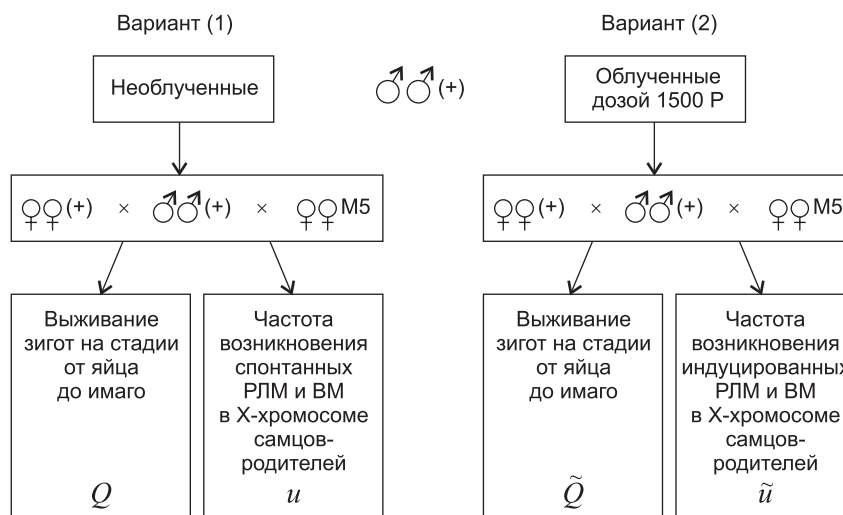 Вариант (1)
Вариант (2)
Необлученные
♂♂(+)
Облученные
дозой 1500 Р
♀♀(+) × ♂♂(+) × ♀♀М5
♀♀(+) × ♂♂(+) × ♀♀М5
Выживание
зигот на стадии
от яйца
до имаго
Q
Частота
возникновения
спонтанных
РЛМ и ВМ
в Х-хромосоме
самцов-
родителей
u
Выживание
зигот на стадии
от яйца
до имаго
Q̃
Частота
возникновения
индуцированных
РЛМ и ВМ
в Х-хромосоме
самцов-
родителей
ũ